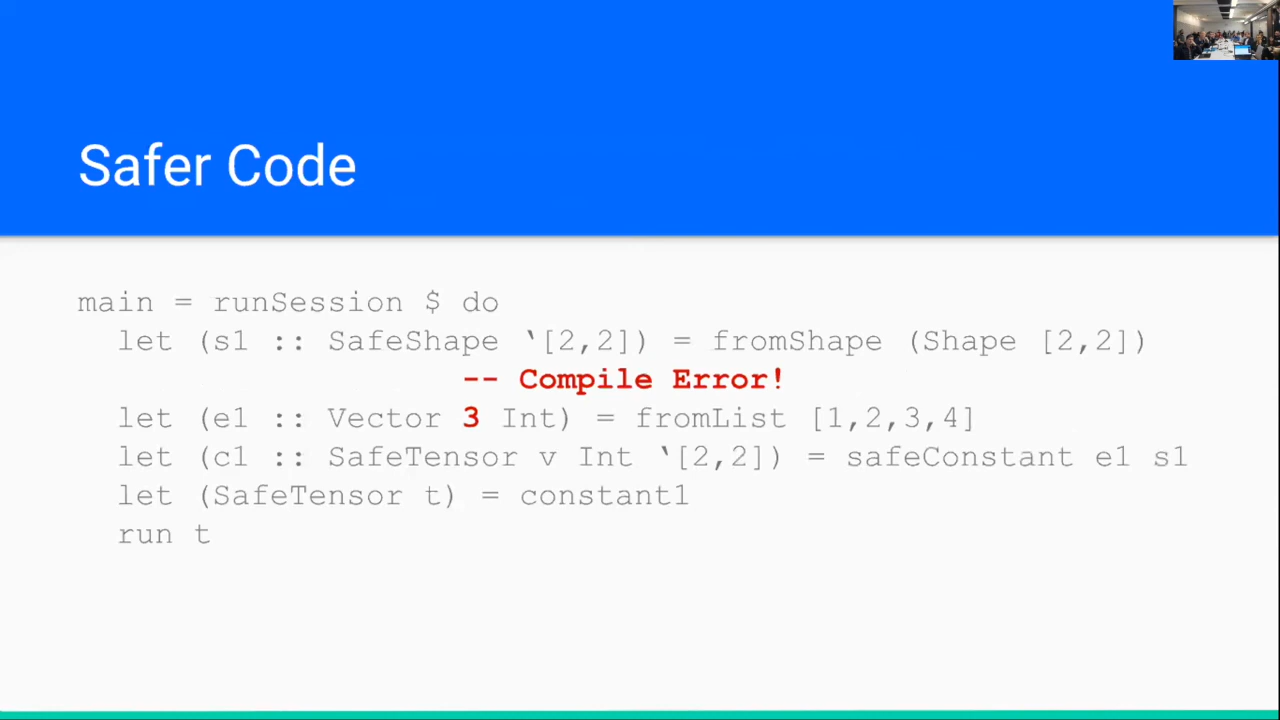 Safer Code
main = runSession $ do
let (s1 :: SafeShape ‘[2,2]) = fromShape (Shape [2,2])
-- Compile Error!
let (e1 :: Vector 3 Int) = fromList [1,2,3,4]
let (c1 :: SafeTensor v Int ‘[2,2]) = safeConstant e1 s1
let (SafeTensor t) = constant1
run t